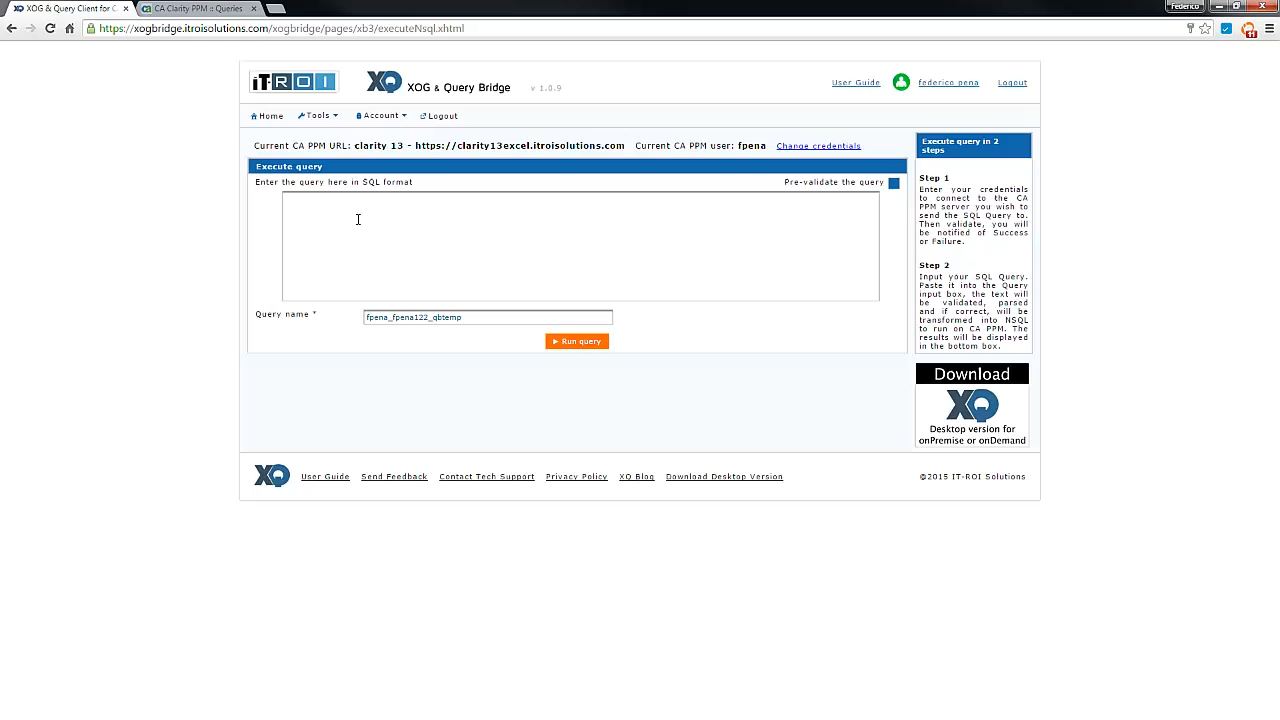 XOG & Query Client for C
CA Clarity PPM :: Queries
Federico
https://xogbridge.itroisolutions.com/xogbridge/pages/xb3/executeNsql.xhtml
11
iT-ROI
XQ XOG & Query Bridge v 1.0.9
User Guide federico pena Logout
Home Tools Account Logout
Current CA PPM URL: clarity 13 - https://clarity13excel.itroisolutions.com Current CA PPM user: fpena Change credentials
Execute query
Enter the query here in SQL format Pre-validate the query
Query name *
fpena_fpena122_qbtemp
Run query
Execute query in 2
steps
Step 1
Enter your credentials
to connect to the CA
PPM server you wish to
send the SQL Query to.
Then validate, you will
be notified of Success
or Failure.
Step 2
Input your SQL Query.
Paste it into the Query
input box, the text will
be validated, parsed
and if correct, will be
transformed into NSQL
to run on CA PPM. The
results will be displayed
in the bottom box.
Download
XQ
Desktop version for
onPremise or onDemand
XQ User Guide Send Feedback Contact Tech Support Privacy Policy XQ Blog Download Desktop Version ©2015 IT-ROI Solutions